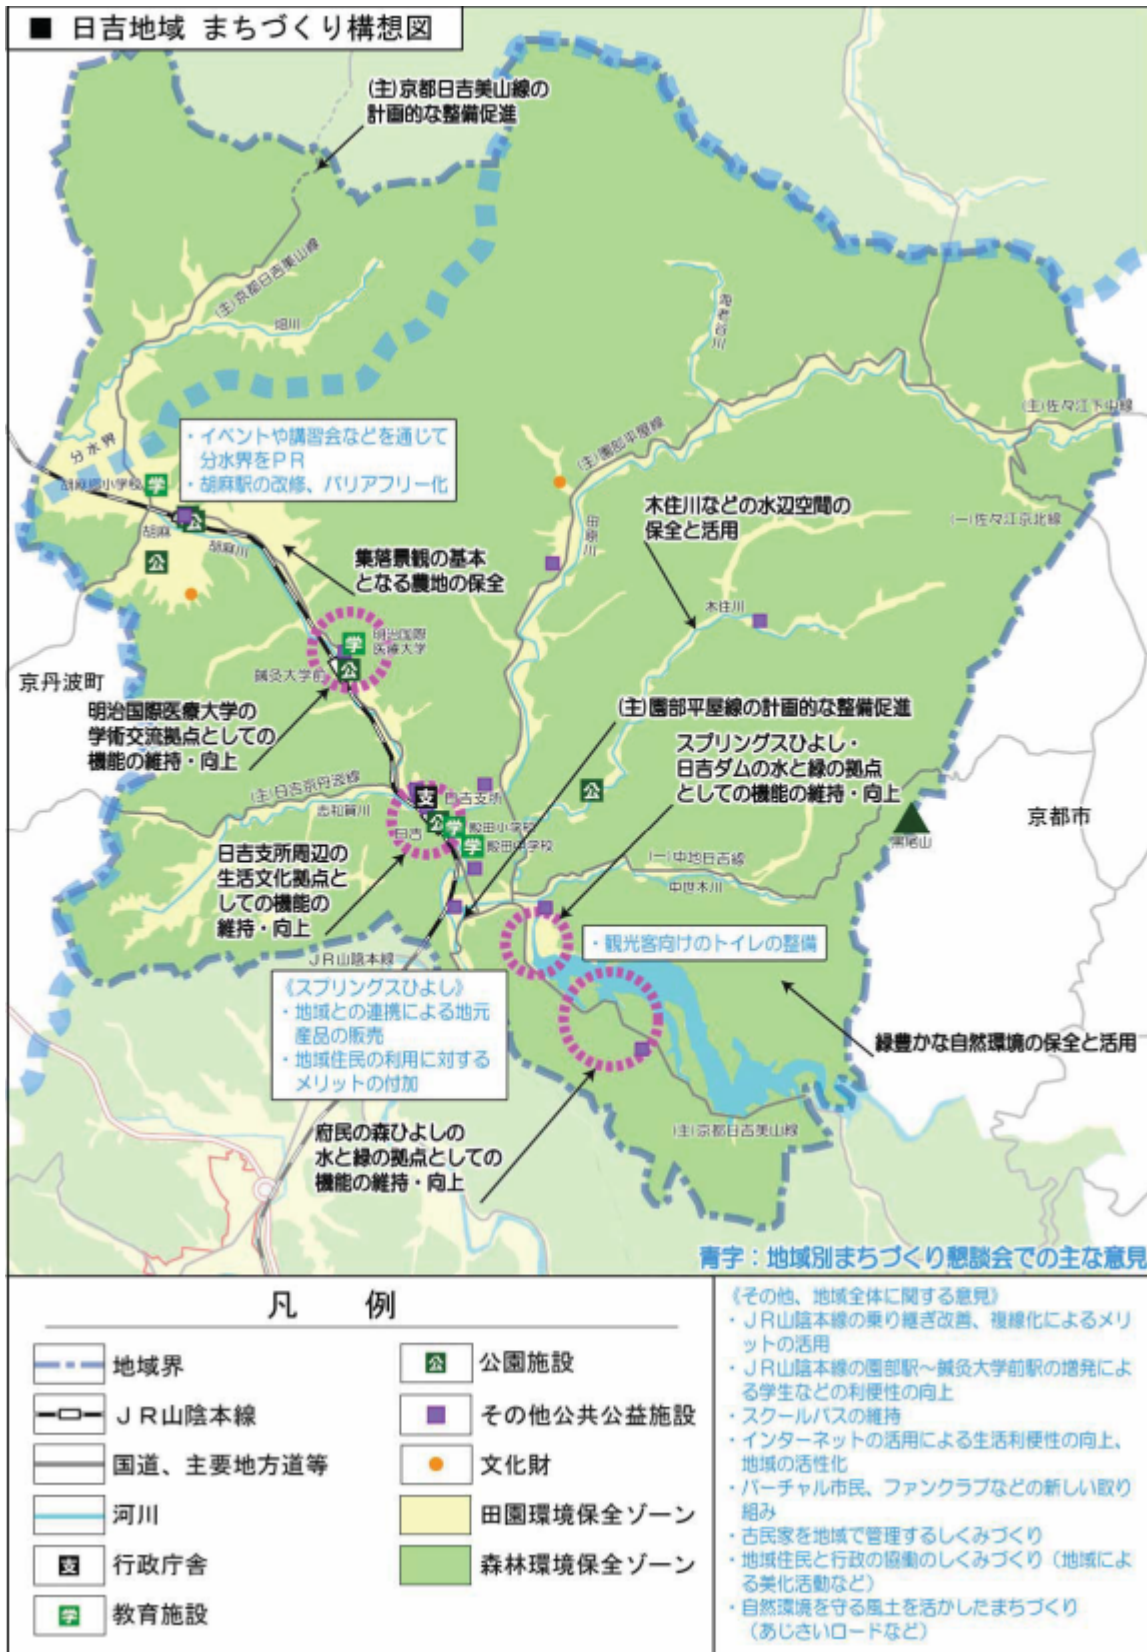 ■ 日吉地域 まちづくり構想図
(主)京都日吉美山線の
計画的な整備促進
(主)京都日吉美山線
畑川
海老谷川
分水界
・イベントや講習会などを通じて
分水界をPR
・胡麻駅の改修、バリアフリー化
胡麻郷小学校
学
公
胡麻
胡麻川
公
(主)園部平屋線
田原川
(主)佐々江下中線
(一)佐々江京北線
木住川などの水辺空間の
保全と活用
木住川
集落景観の基本
となる農地の保全
学
明治国際
医療大学
公
鍼灸大学前
京丹波町
明治国際医療大学の
学術交流拠点としての
機能の維持・向上
(主)園部平屋線の計画的な整備促進
スプリングスひよし・
日吉ダムの水と緑の拠点
としての機能の維持・向上
(主)日吉京丹波線
志和賀川
支
日吉支所
公
学
殿田小学校
日吉
学
殿田中学校
公
京都市
黒尾山
(一)中地日吉線
中世木川
日吉支所周辺の
生活文化拠点と
しての機能の
維持・向上
・観光客向けのトイレの整備
JR山陰本線
《スプリングスひよし》
・地域との連携による地元
産品の販売
・地域住民の利用に対する
メリットの付加
緑豊かな自然環境の保全と活用
府民の森ひよしの
水と緑の拠点としての
機能の維持・向上
(主)京都日吉美山線
青字：地域別まちづくり懇談会での主な意見
凡 例
地域界
JR山陰本線
国道、主要地方道等
河川
支 行政庁舎
学 教育施設
公 公園施設
その他公共公益施設
文化財
田園環境保全ゾーン
森林環境保全ゾーン
《その他、地域全体に関する意見》
・JR山陰本線の乗り継ぎ改善、複線化によるメリ
ットの活用
・JR山陰本線の園部駅～鍼灸大学前駅の増発によ
る学生などの利便性の向上
・スクールバスの維持
・インターネットの活用による生活利便性の向上、
地域の活性化
・バーチャル市民、ファンクラブなどの新しい取り
組み
・古民家を地域で管理するしくみづくり
・地域住民と行政の協働のしくみづくり（地域によ
る美化活動など）
・自然環境を守る風土を活かしたまちづくり
（あじさいロードなど）